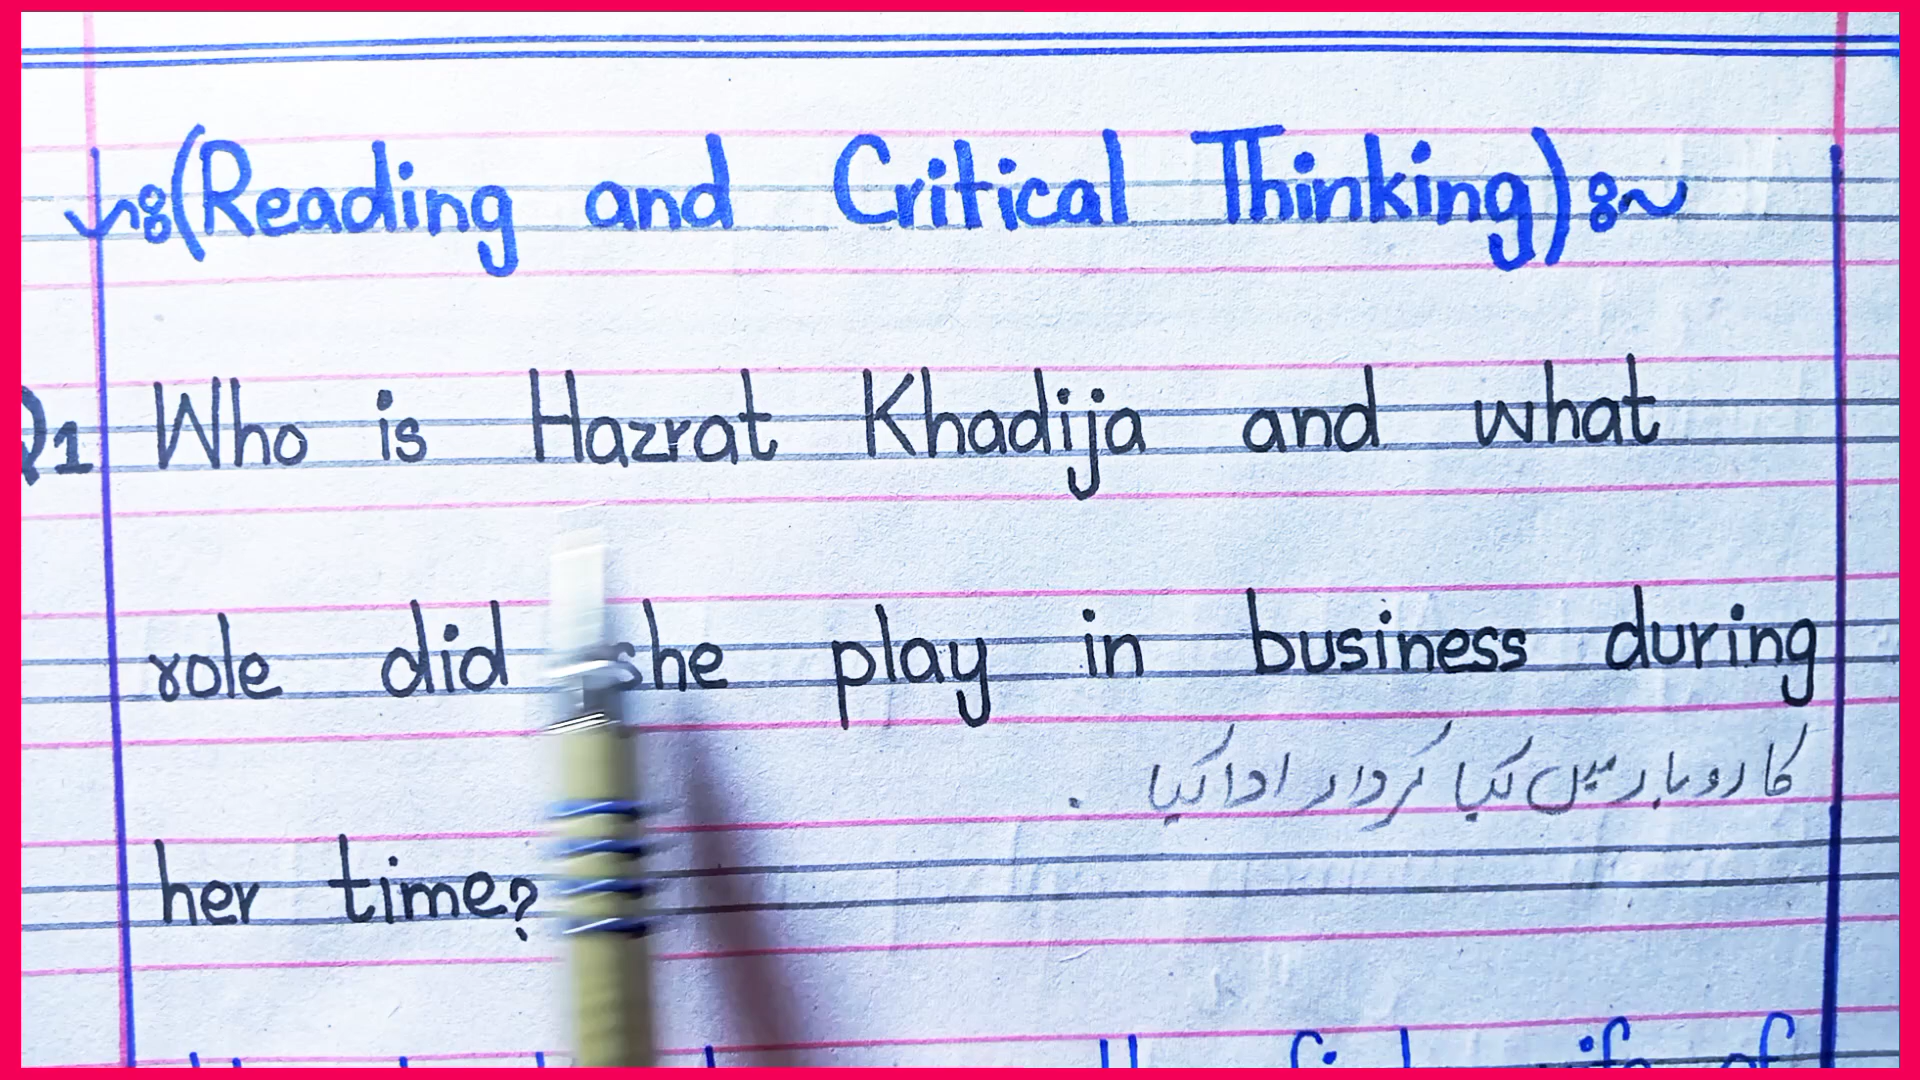 (Reading and Critical Thinking)
Q1 Who is Hazrat Khadija and what
role did she play in business during
کاروبار میں کیا کردار ادا کیا .
her time?